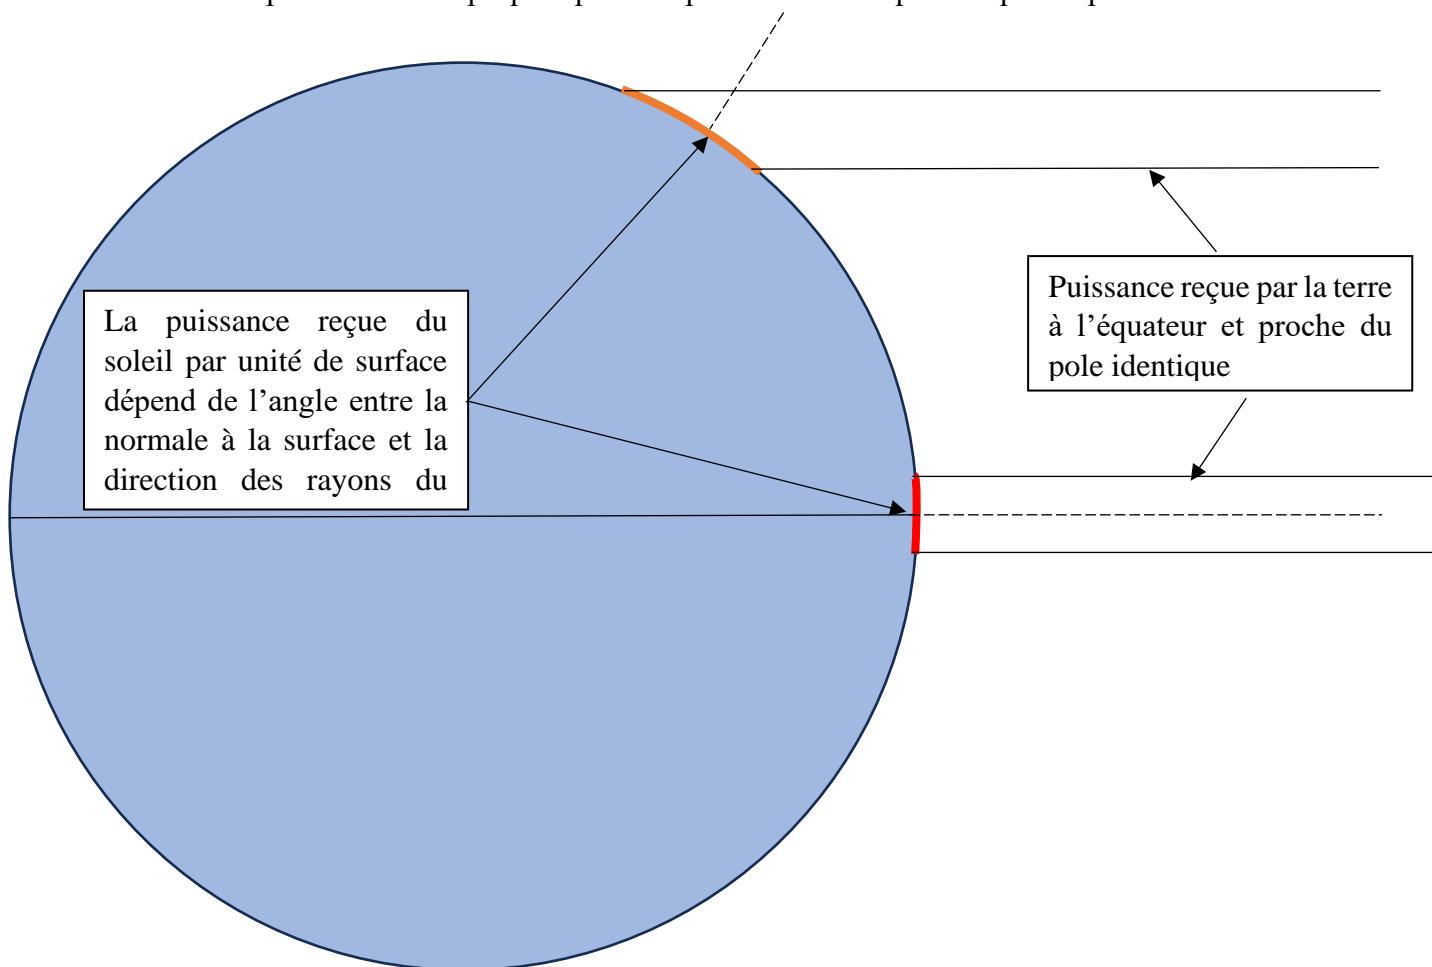 La puissance reçue du
soleil par unité de surface
dépend de l’angle entre la
normale à la surface et la
direction des rayons du
Puissance reçue par la terre
à l’équateur et proche du
pole identique